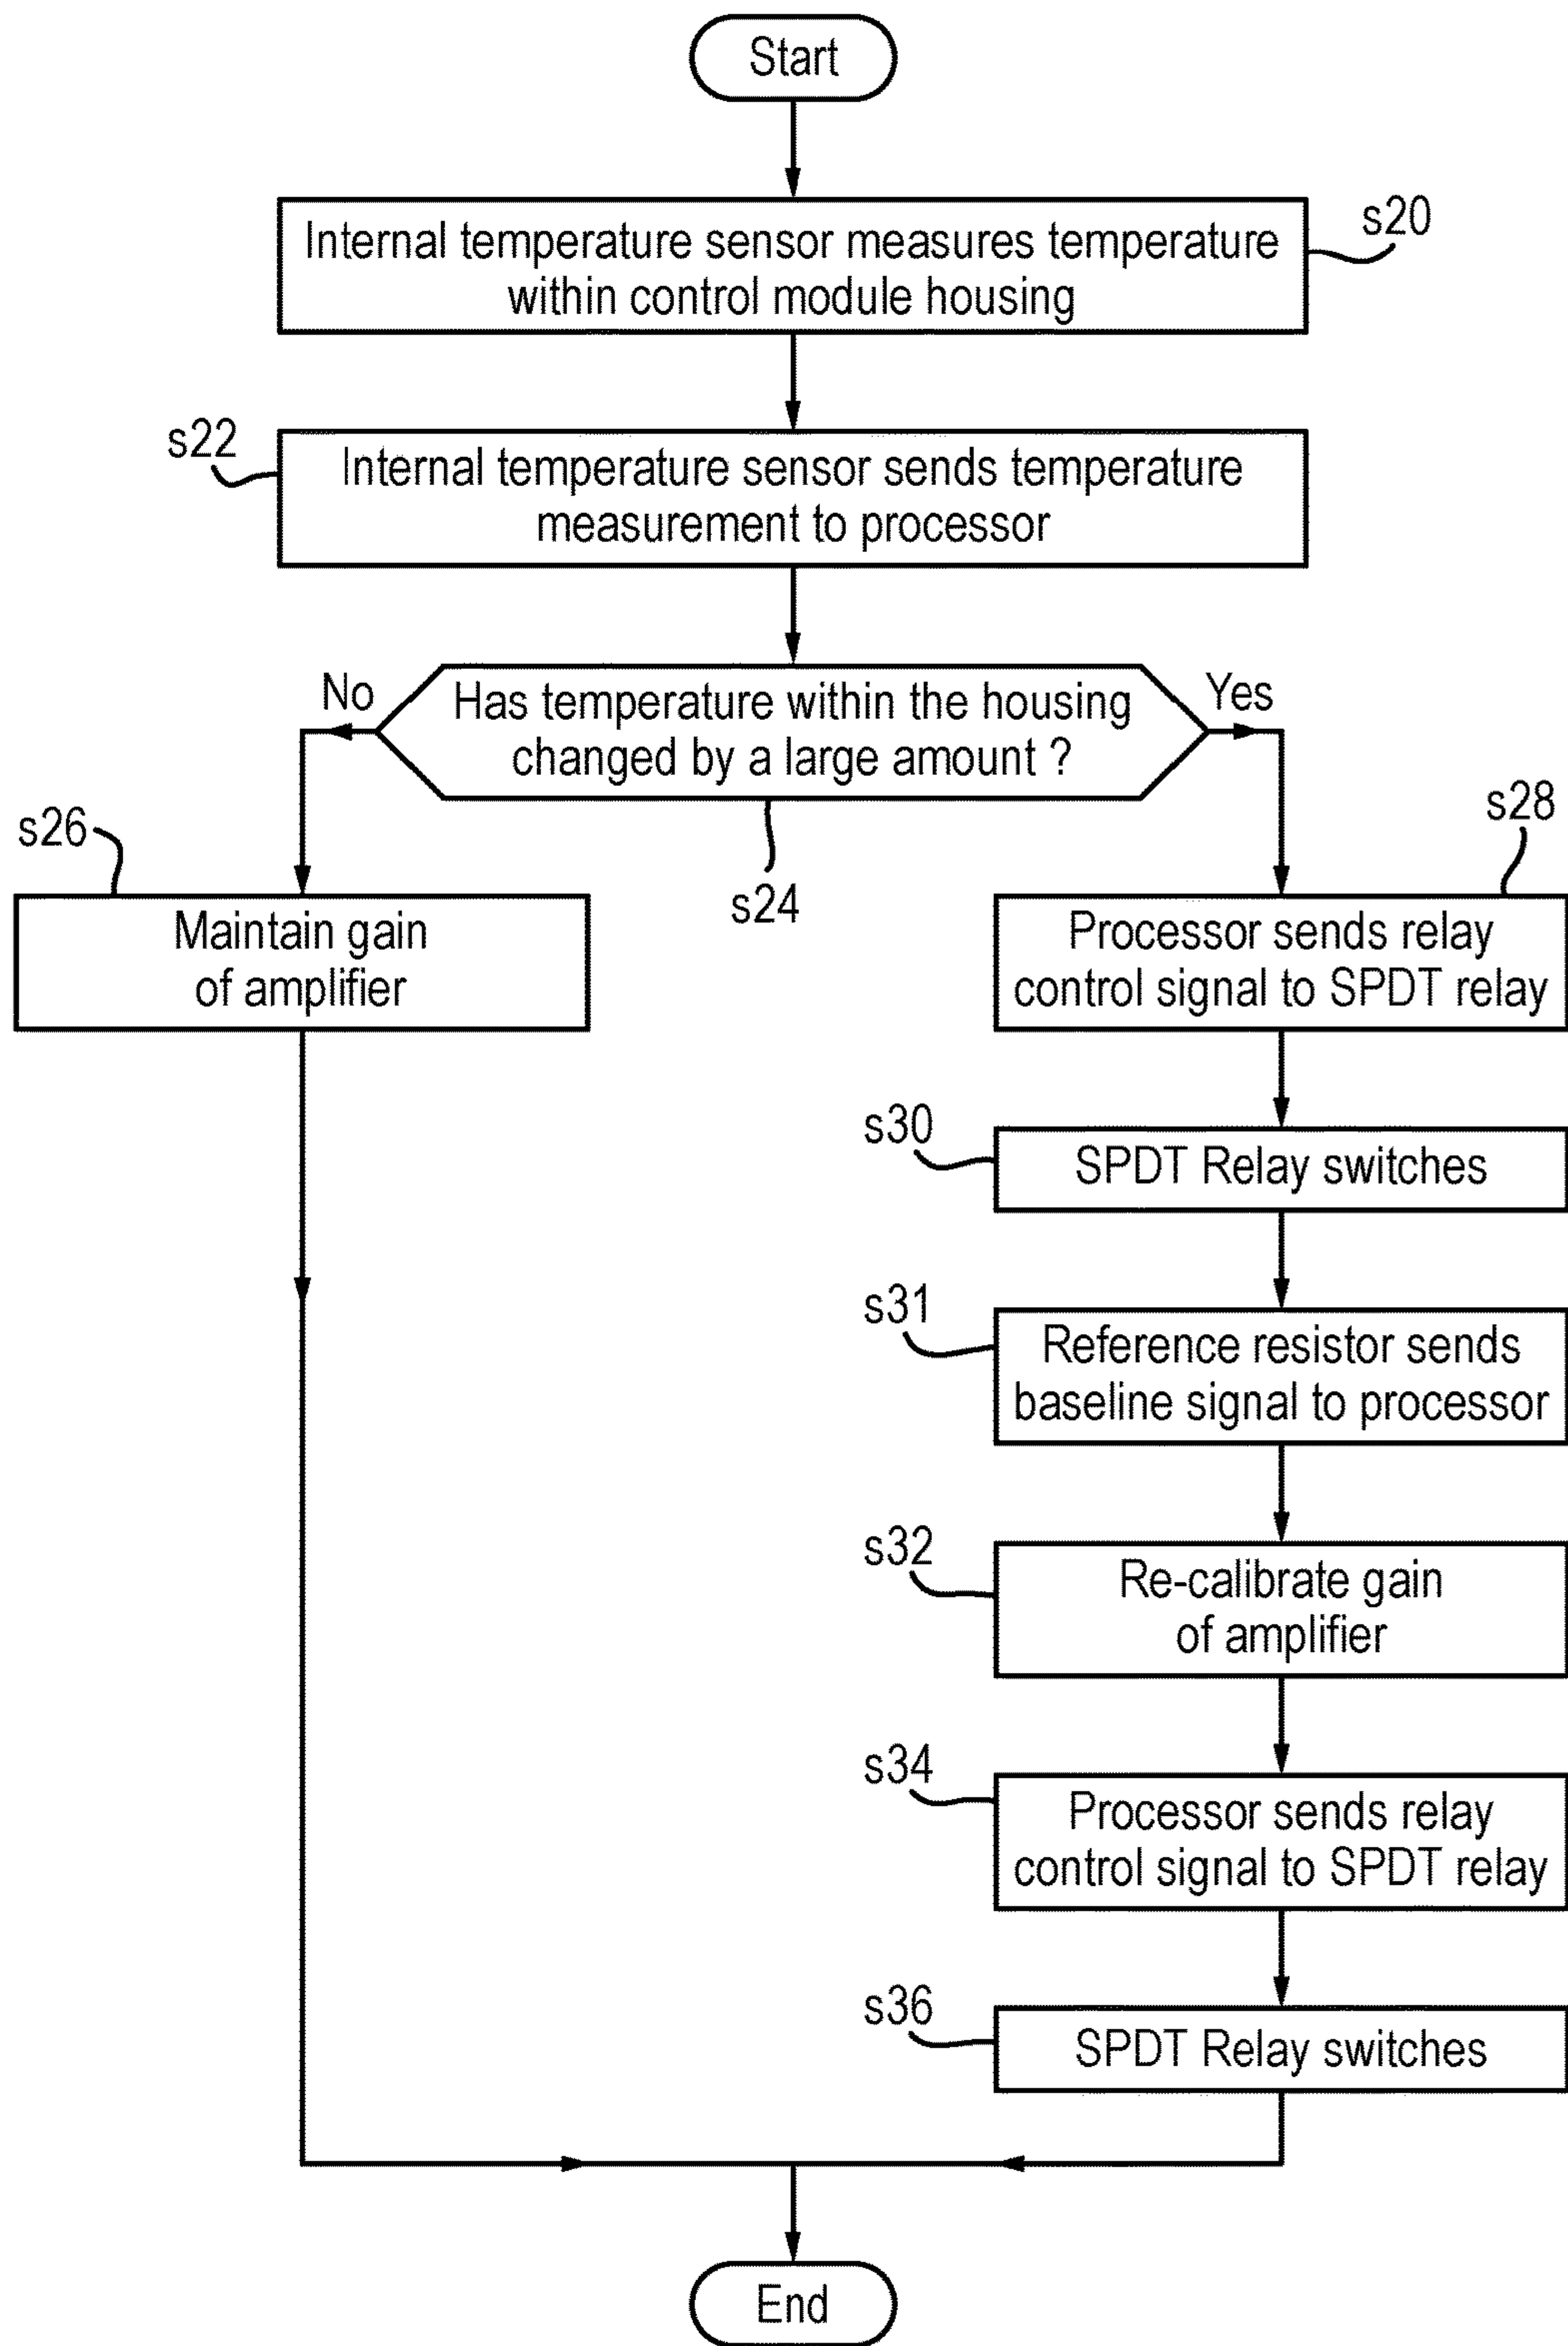 Start
Internal temperature sensor measures temperature
within control module housing
s20
s22
Internal temperature sensor sends temperature
measurement to processor
No
Has temperature within the housing
changed by a large amount ?
Yes
s24
s26
Maintain gain
of amplifier
s28
Processor sends relay
control signal to SPDT relay
s30
SPDT Relay switches
s31
Reference resistor sends
baseline signal to processor
s32
Re-calibrate gain
of amplifier
s34
Processor sends relay
control signal to SPDT relay
s36
SPDT Relay switches
End